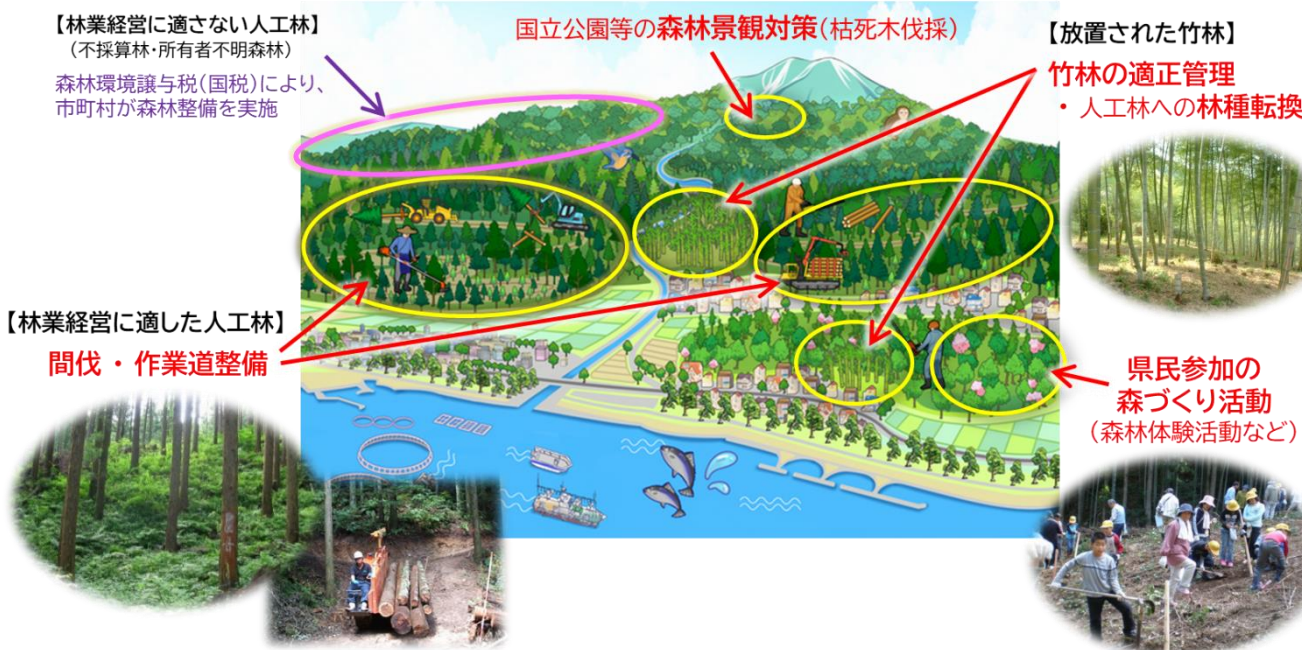 【林業経営に適さない人工林】
（不採算林・所有者不明森林）
森林環境譲与税（国税）により、
市町村が森林整備を実施
国立公園等の森林景観対策（枯死木伐採）
【放置された竹林】
竹林の適正管理
・人工林への林種転換
【林業経営に適した人工林】
間伐・作業道整備
県民参加の
森づくり活動
（森林体験活動など）